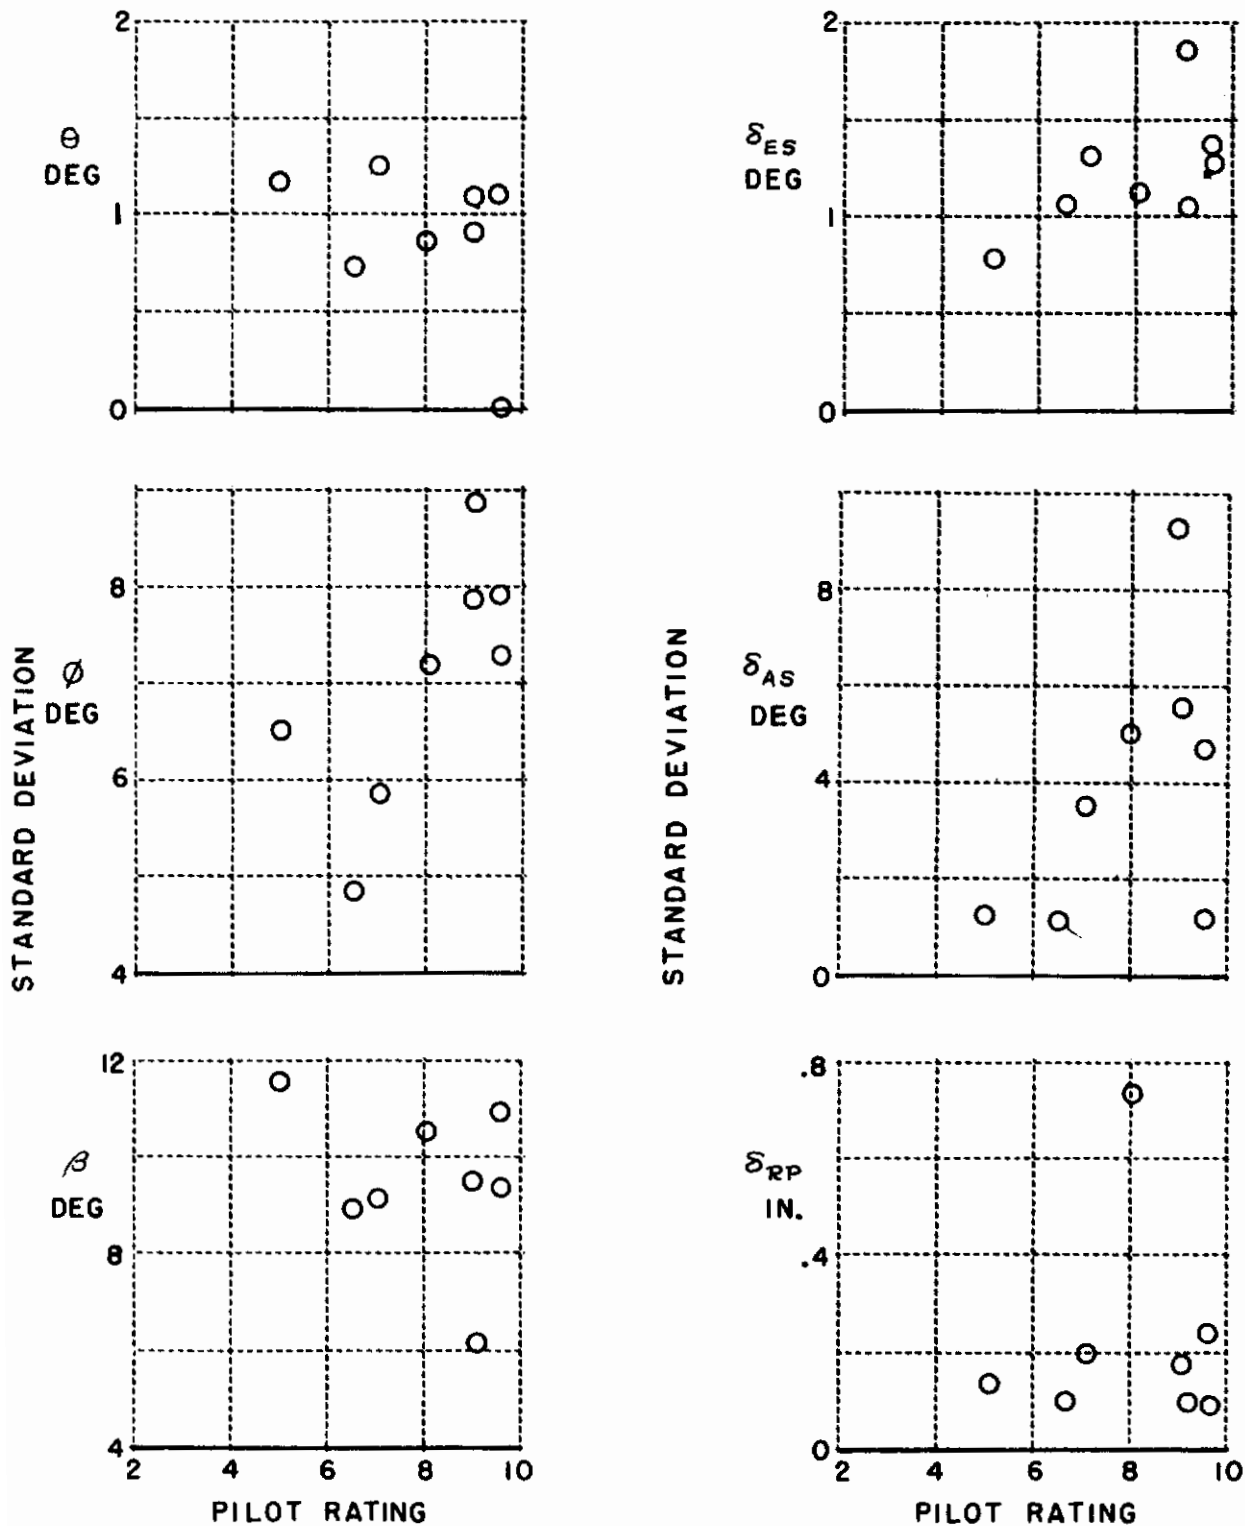 2
θ
DEG
1
0
2
δES
DEG
1
0
STANDARD DEVIATION
8
ϕ
DEG
6
4
STANDARD DEVIATION
8
δAS
DEG
4
0
12
β
DEG
8
4
2 4 6 8 10
PILOT RATING
.8
δRP
IN.
.4
0
2 4 6 8 10
PILOT RATING